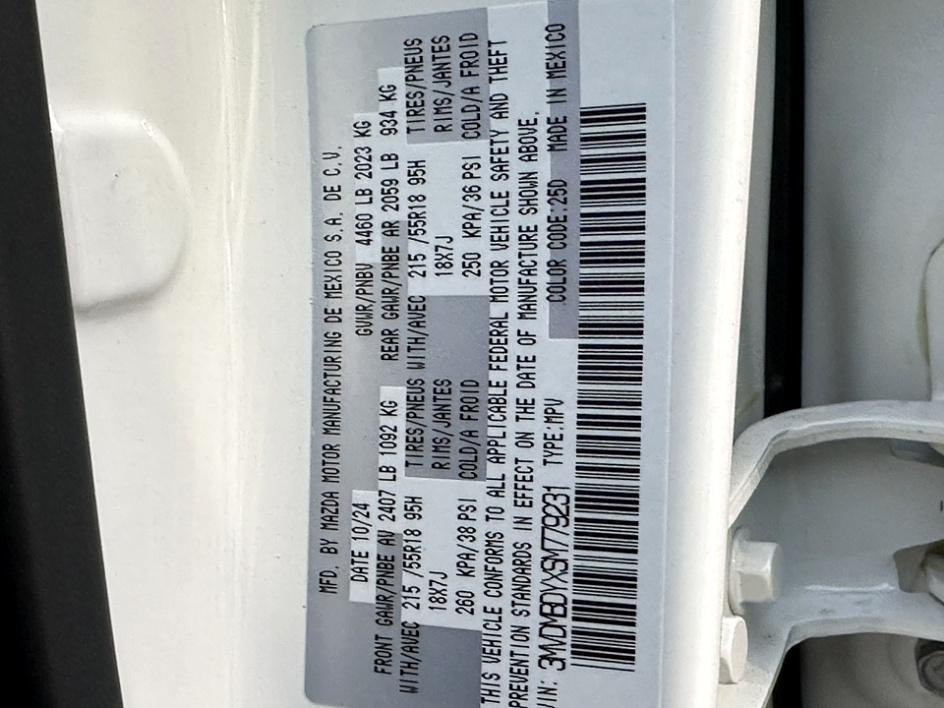 MFD. BY MAZDA MOTOR MANUFACTURING DE MEXICO S.A. DE C.V.
DATE 10/24 GVWR/PNBV 4460 LB 2023 KG
FRONT GAWR/PNBE AV 2407 LB 1092 KG REAR GAWR/PNBE AR 2059 LB 934 KG
WITH/AVEC 215 /55R18 95H TIRES/PNEUS WITH/AVEC 215 /55R18 95H TIRES/PNEUS
18X7J RIMS/JANTES 18X7J RIMS/JANTES
260 KPA/38 PSI COLD/A FROID 250 KPA/36 PSI COLD/A FROID
THIS VEHICLE CONFORMS TO ALL APPLICABLE FEDERAL MOTOR VEHICLE SAFETY AND THEFT
PREVENTION STANDARDS IN EFFECT ON THE DATE OF MANUFACTURE SHOWN ABOVE.
VIN: 3MVDMBDYXSM779231 TYPE:MPV COLOR CODE:25D MADE IN MEXICO